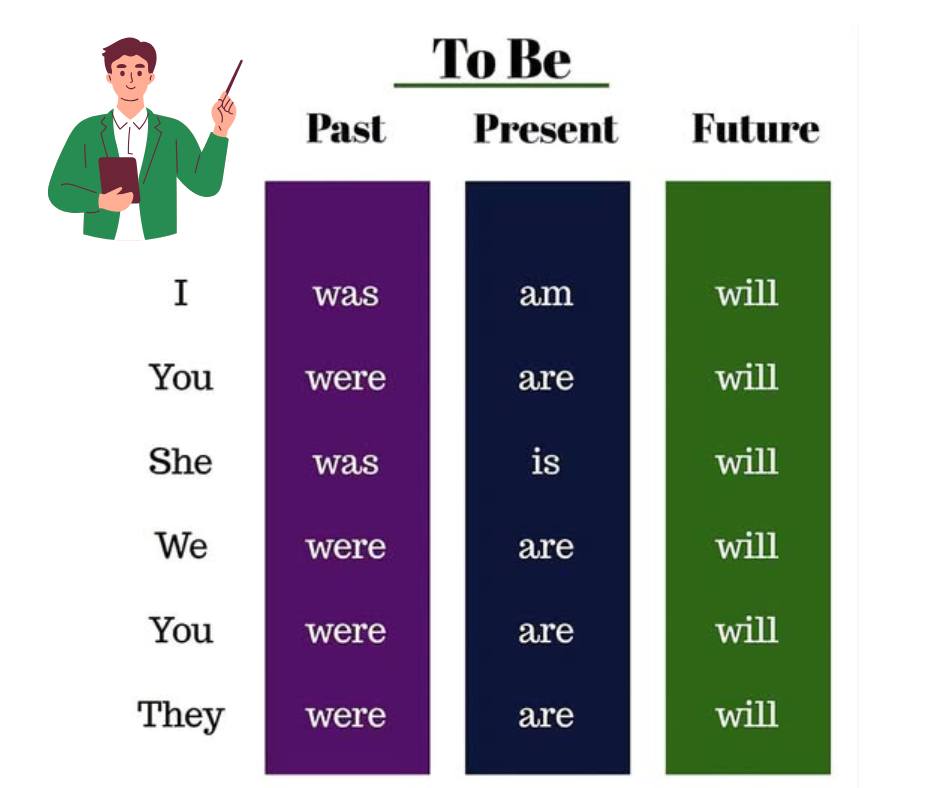 To Be
Past Present Future
I was am will
You were are will
She was is will
We were are will
You were are will
They were are will